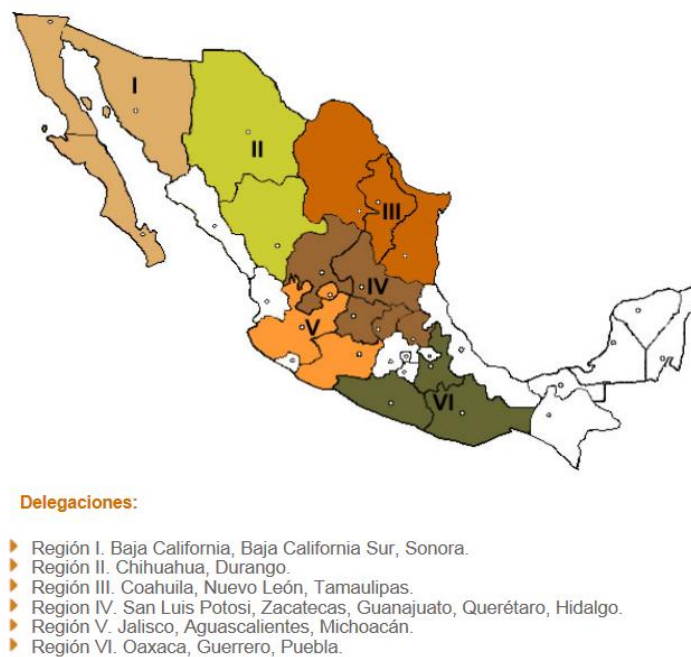 I
II
III
IV
V
VI
Delegaciones:
Región I. Baja California, Baja California Sur, Sonora.
Región II. Chihuahua, Durango.
Región III. Coahuila, Nuevo León, Tamaulipas.
Region IV. San Luis Potosi, Zacatecas, Guanajuato, Querétaro, Hidalgo.
Región V. Jalisco, Aguascalientes, Michoacán.
Región VI. Oaxaca, Guerrero, Puebla.